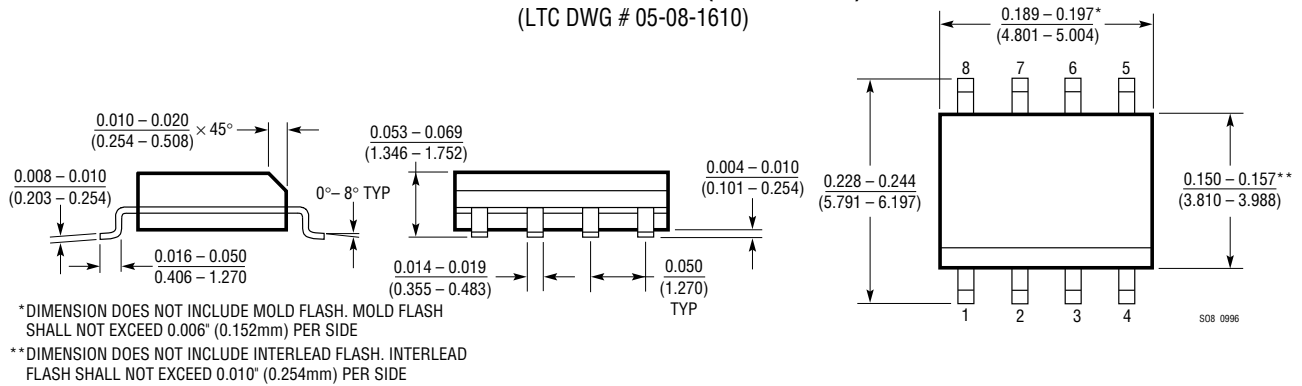 (LTC DWG # 05-08-1610)
0.189 – 0.197*
(4.801 – 5.004)
8 7 6 5
0.010 – 0.020
(0.254 – 0.508)
× 45°
0.053 – 0.069
(1.346 – 1.752)
0.008 – 0.010
(0.203 – 0.254)
0°– 8° TYP
0.004 – 0.010
(0.101 – 0.254)
0.228 – 0.244
(5.791 – 6.197)
0.150 – 0.157**
(3.810 – 3.988)
0.016 – 0.050
0.406 – 1.270
0.014 – 0.019
(0.355 – 0.483)
0.050
(1.270)
TYP
1 2 3 4
SO8 0996
*DIMENSION DOES NOT INCLUDE MOLD FLASH. MOLD FLASH
SHALL NOT EXCEED 0.006" (0.152mm) PER SIDE
**DIMENSION DOES NOT INCLUDE INTERLEAD FLASH. INTERLEAD
FLASH SHALL NOT EXCEED 0.010" (0.254mm) PER SIDE